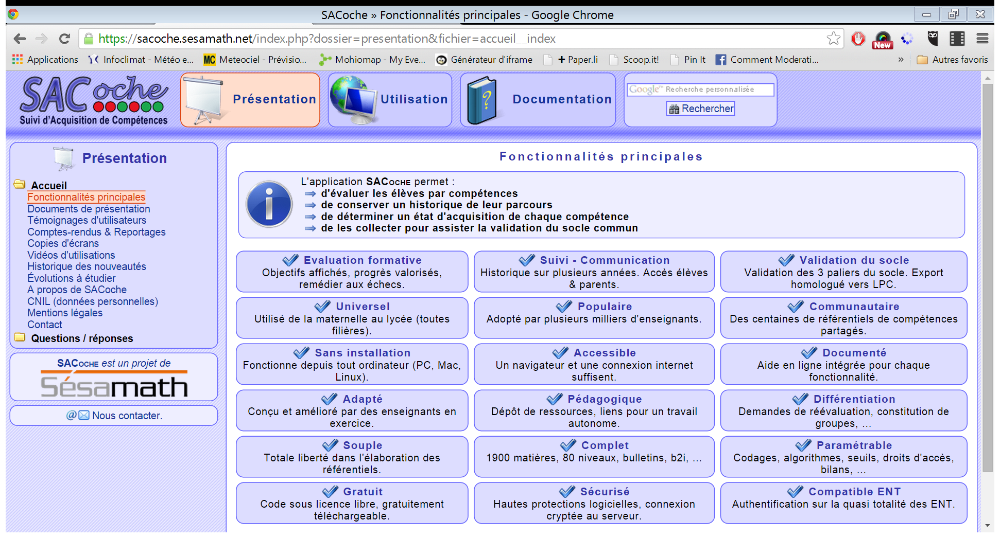 SACoche » Fonctionnalités principales - Google Chrome
https://sacoche.sesamath.net/index.php?dossier=presentation&fichier=accueil__index
New
Applications Infoclimat - Météo e... MC Meteociel - Prévisio... Mohiomap - My Eve... Générateur d'iframe + Paper.li Scoop.it! Pin It Comment Moderati... » Autres favoris
SACoche
Suivi d'Acquisition de Compétences
Présentation
Utilisation
Documentation
Google™ Recherche personnalisée
Rechercher
Présentation
Accueil
Fonctionnalités principales
Documents de présentation
Témoignages d'utilisateurs
Comptes-rendus & Reportages
Copies d'écrans
Vidéos d'utilisations
Historique des nouveautés
Évolutions à étudier
A propos de SACoche
CNIL (données personnelles)
Mentions légales
Contact
Questions / réponses
SACoche est un projet de
Sésamath
@ Nous contacter.
Fonctionnalités principales
L'application SACoche permet :
d'évaluer les élèves par compétences
de conserver un historique de leur parcours
de déterminer un état d'acquisition de chaque compétence
de les collecter pour assister la validation du socle commun
Evaluation formative
Objectifs affichés, progrès valorisés,
remédier aux échecs.
Suivi - Communication
Historique sur plusieurs années. Accès élèves
& parents.
Validation du socle
Validation des 3 paliers du socle. Export
homologué vers LPC.
Universel
Utilisé de la maternelle au lycée (toutes
filières).
Populaire
Adopté par plusieurs milliers d'enseignants.
Communautaire
Des centaines de référentiels de compétences
partagés.
Sans installation
Fonctionne depuis tout ordinateur (PC, Mac,
Linux).
Accessible
Un navigateur et une connexion internet
suffisent.
Documenté
Aide en ligne intégrée pour chaque
fonctionnalité.
Adapté
Conçu et amélioré par des enseignants en
exercice.
Pédagogique
Dépôt de ressources, liens pour un travail
autonome.
Différentiation
Demandes de réévaluation, constitution de
groupes, ...
Souple
Totale liberté dans l'élaboration des
référentiels.
Complet
1900 matières, 80 niveaux, bulletins, b2i, ...
Paramétrable
Codages, algorithmes, seuils, droits d'accès,
bilans, ...
Gratuit
Code sous licence libre, gratuitement
téléchargeable.
Sécurisé
Hautes protections logicielles, connexion
cryptée au serveur.
Compatible ENT
Authentification sur la quasi totalité des ENT.